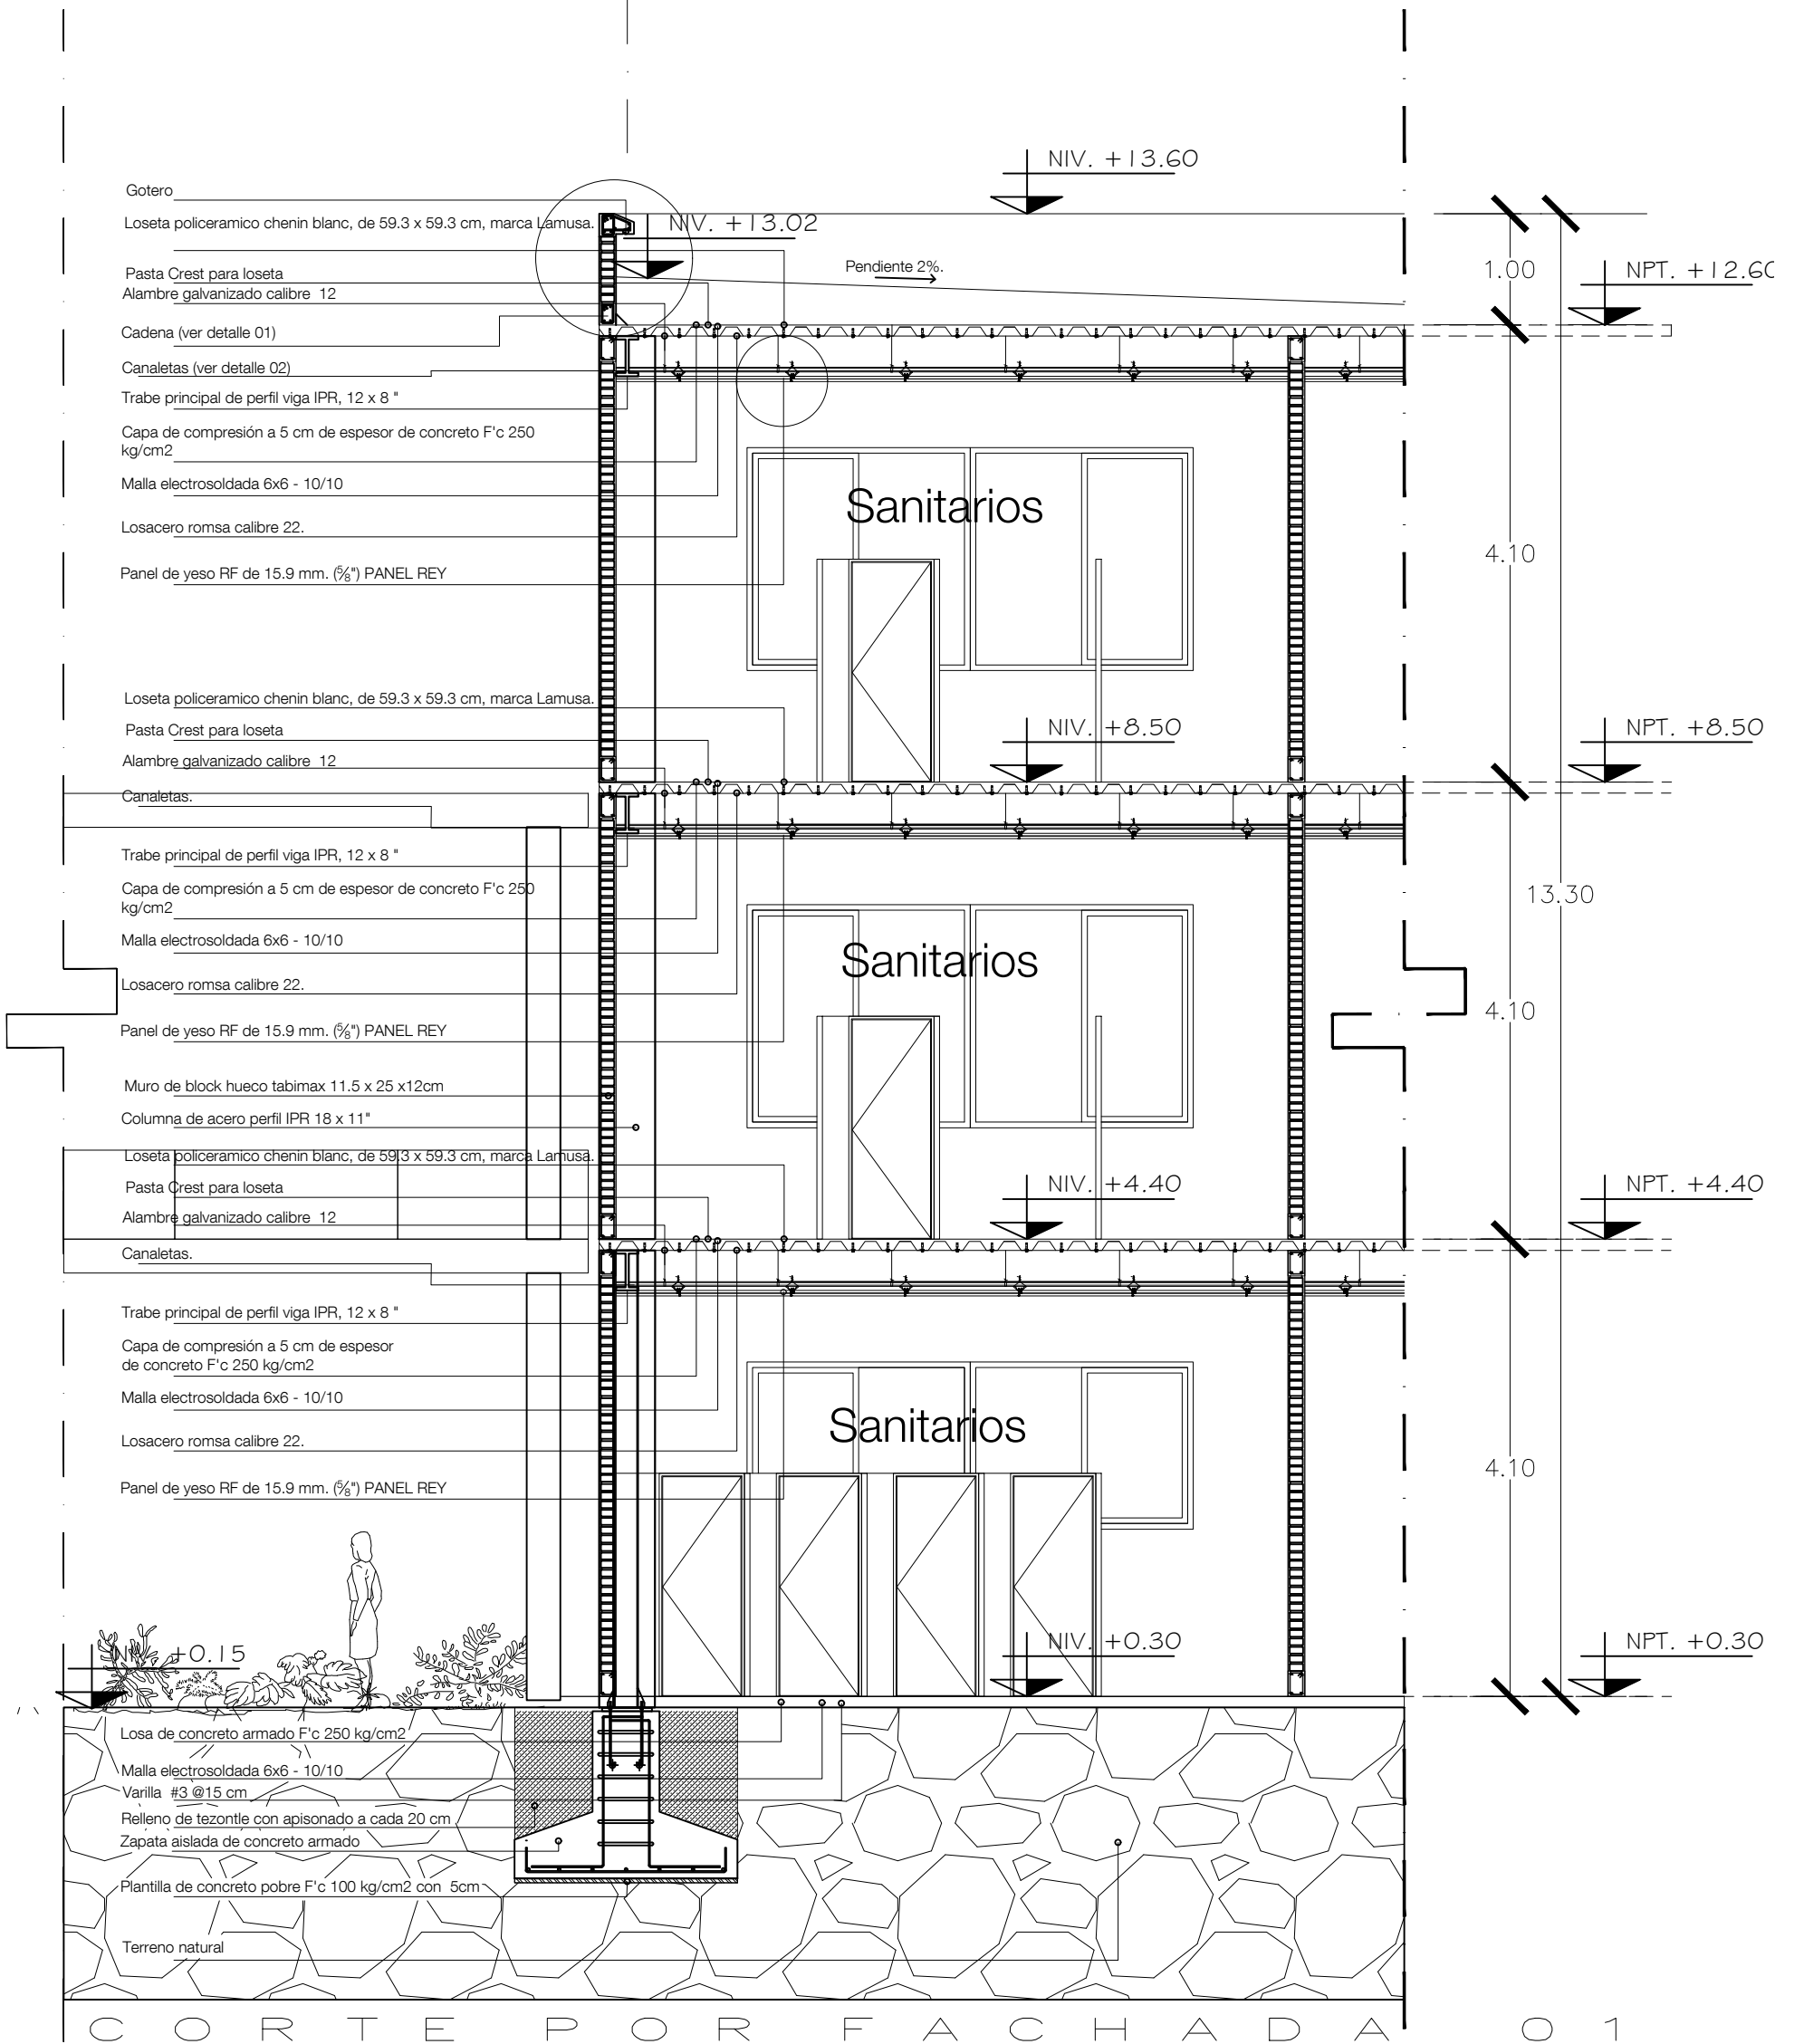 NIV. +13.60
Gotero
Loseta policeramico chenin blanc, de 59.3 x 59.3 cm, marca Lamusa.
NIV. +13.02
Pendiente 2%.
1.00
NPT. +12.60
Pasta Crest para loseta
Alambre galvanizado calibre 12
Cadena (ver detalle 01)
Canaletas (ver detalle 02)
Trabe principal de perfil viga IPR, 12 x 8 "
Capa de compresión a 5 cm de espesor de concreto F'c 250
kg/cm2
Malla electrosoldada 6x6 - 10/10
Sanitarios
Losacero romsa calibre 22.
4.10
Panel de yeso RF de 15.9 mm. (⅝") PANEL REY
Loseta policeramico chenin blanc, de 59.3 x 59.3 cm, marca Lamusa.
Pasta Crest para loseta
NIV. +8.50
NPT. +8.50
Alambre galvanizado calibre 12
Canaletas.
Trabe principal de perfil viga IPR, 12 x 8 "
Capa de compresión a 5 cm de espesor de concreto F'c 250
kg/cm2
13.30
Malla electrosoldada 6x6 - 10/10
Sanitarios
Losacero romsa calibre 22.
4.10
Panel de yeso RF de 15.9 mm. (⅝") PANEL REY
Muro de block hueco tabimax 11.5 x 25 x12cm
Columna de acero perfil IPR 18 x 11"
Loseta policeramico chenin blanc, de 59.3 x 59.3 cm, marca Lamusa.
Pasta Crest para loseta
NIV. +4.40
NPT. +4.40
Alambre galvanizado calibre 12
Canaletas.
Trabe principal de perfil viga IPR, 12 x 8 "
Capa de compresión a 5 cm de espesor
de concreto F'c 250 kg/cm2
Malla electrosoldada 6x6 - 10/10
Sanitarios
Losacero romsa calibre 22.
4.10
Panel de yeso RF de 15.9 mm. (⅝") PANEL REY
+0.15
NIV. +0.30
NPT. +0.30
Losa de concreto armado F'c 250 kg/cm2
Malla electrosoldada 6x6 - 10/10
Varilla #3 @15 cm
Relleno de tezontle con apisonado a cada 20 cm
Zapata aislada de concreto armado
Plantilla de concreto pobre F'c 100 kg/cm2 con 5cm
Terreno natural
CORTE POR FACHADA 01